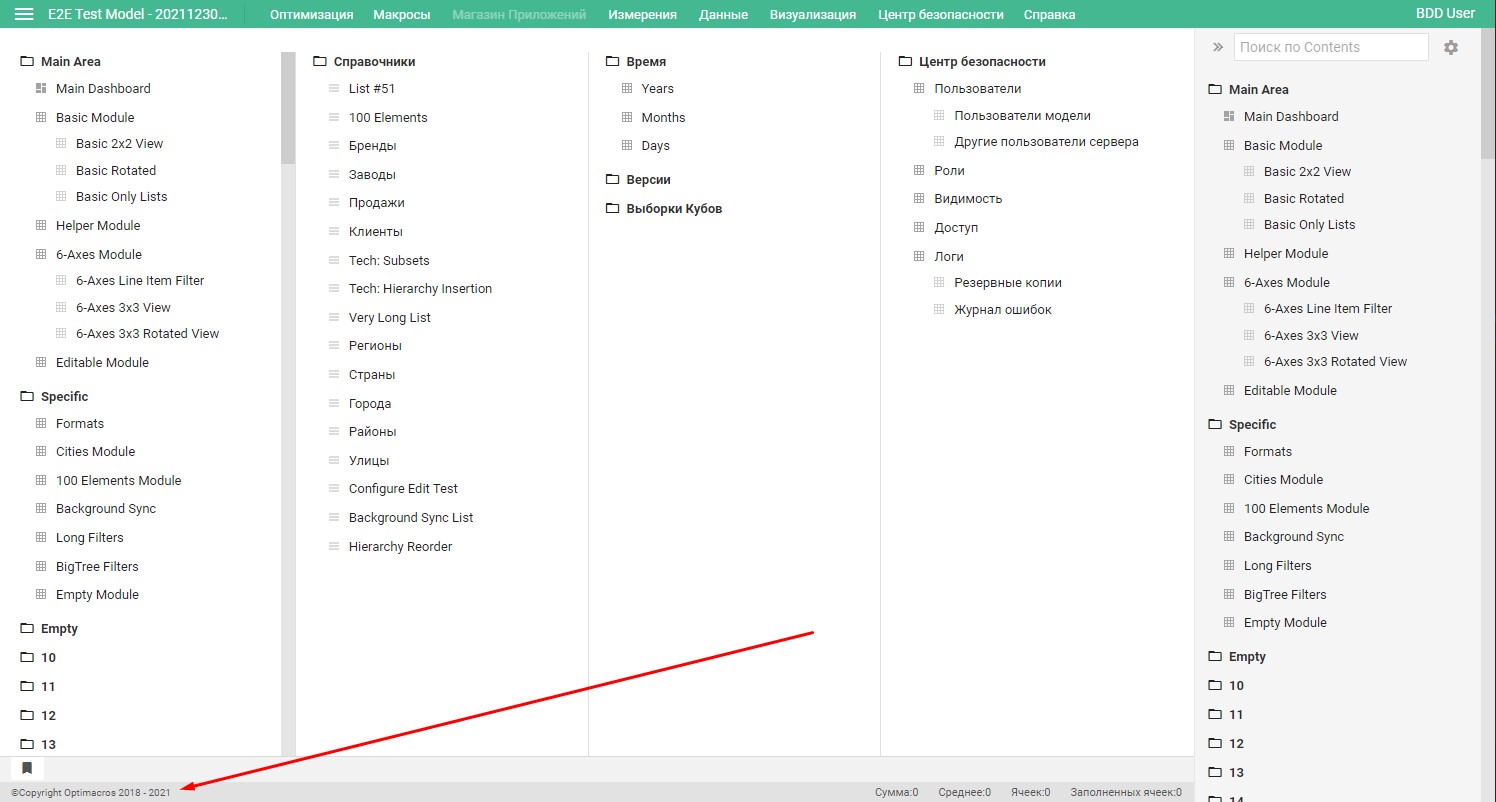 E2E Test Model - 20211230...
Оптимизация Макросы Магазин Приложений Измерения Данные Визуализация Центр безопасности Справка
BDD User
Main Area
Main Dashboard
Basic Module
Basic 2x2 View
Basic Rotated
Basic Only Lists
Helper Module
6-Axes Module
6-Axes Line Item Filter
6-Axes 3x3 View
6-Axes 3x3 Rotated View
Editable Module
Specific
Formats
Cities Module
100 Elements Module
Background Sync
Long Filters
BigTree Filters
Empty Module
Empty
10
11
12
13
Справочники
List #51
100 Elements
Бренды
Заводы
Продажи
Клиенты
Tech: Subsets
Tech: Hierarchy Insertion
Very Long List
Регионы
Страны
Города
Районы
Улицы
Configure Edit Test
Background Sync List
Hierarchy Reorder
Время
Years
Months
Days
Версии
Выборки Кубов
Центр безопасности
Пользователи
Пользователи модели
Другие пользователи сервера
Роли
Видимость
Доступ
Логи
Резервные копии
Журнал ошибок
Поиск по Contents
Main Area
Main Dashboard
Basic Module
Basic 2x2 View
Basic Rotated
Basic Only Lists
Helper Module
6-Axes Module
6-Axes Line Item Filter
6-Axes 3x3 View
6-Axes 3x3 Rotated View
Editable Module
Specific
Formats
Cities Module
100 Elements Module
Background Sync
Long Filters
BigTree Filters
Empty Module
Empty
10
11
12
13
14
©Copyright Optimacros 2018 - 2021
Сумма:0 Среднее:0 Ячеек:0 Заполненных ячеек:0